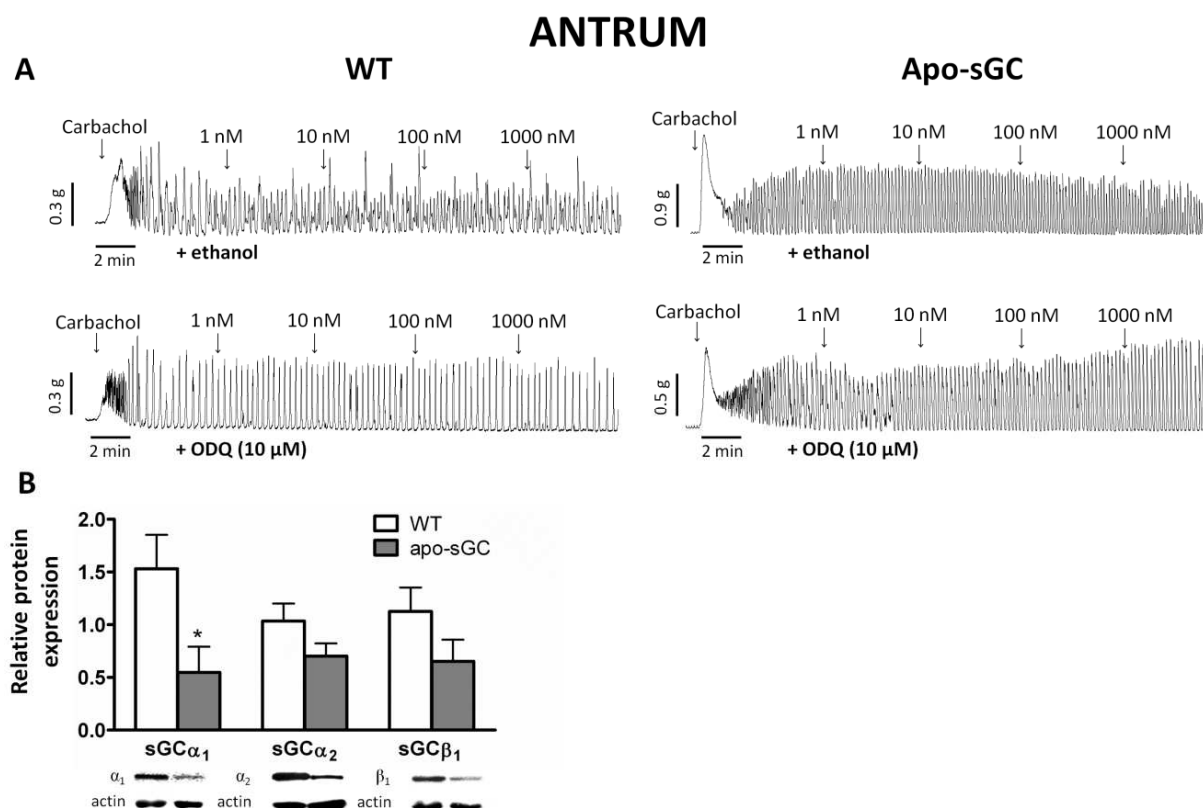 ANTRUM
A
WT
Apo-sGC
Carbachol
1 nM
10 nM
100 nM
1000 nM
0.3 g
2 min
+ ethanol
Carbachol
1 nM
10 nM
100 nM
1000 nM
0.9 g
2 min
+ ethanol
Carbachol
1 nM
10 nM
100 nM
1000 nM
0.3 g
2 min
+ ODQ (10 µM)
Carbachol
1 nM
10 nM
100 nM
1000 nM
0.5 g
2 min
+ ODQ (10 µM)
B
Relative protein
expression
2.0
1.5
1.0
0.5
0.0
WT
apo-sGC
*
sGCα₁
sGCα₂
sGCβ₁
α₁
α₂
β₁
actin
actin
actin